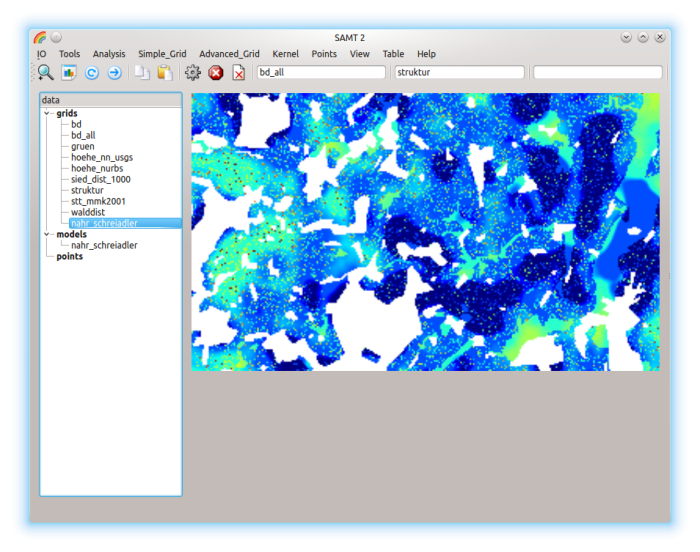 SAMT 2
IO Tools Analysis Simple_Grid Advanced_Grid Kernel Points View Table Help
bd_all struktur
data
grids
bd
bd_all
gruen
hoehe_nn_usgs
hoehe_nurbs
sied_dist_1000
struktur
stt_mmk2001
walddist
nahr_schreiadler
models
nahr_schreiadler
points